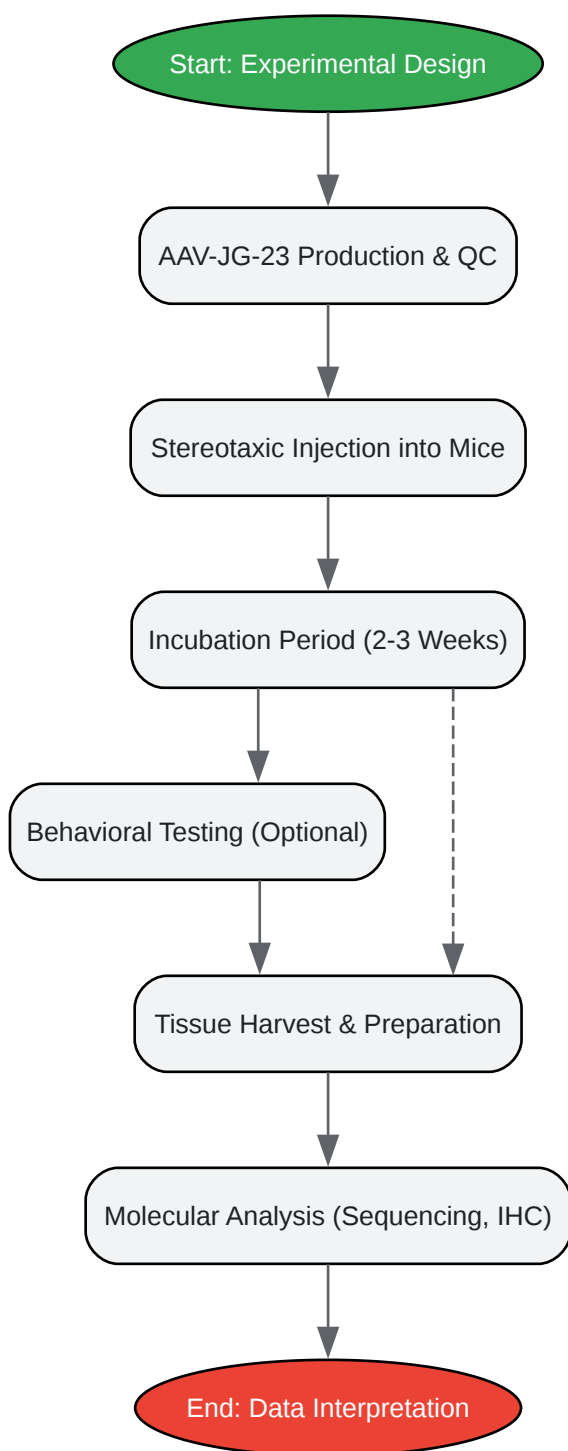 Start: Experimental Design
AAV-JG-23 Production & QC
Stereotaxic Injection into Mice
Incubation Period (2-3 Weeks)
Behavioral Testing (Optional)
Tissue Harvest & Preparation
Molecular Analysis (Sequencing, IHC)
End: Data Interpretation